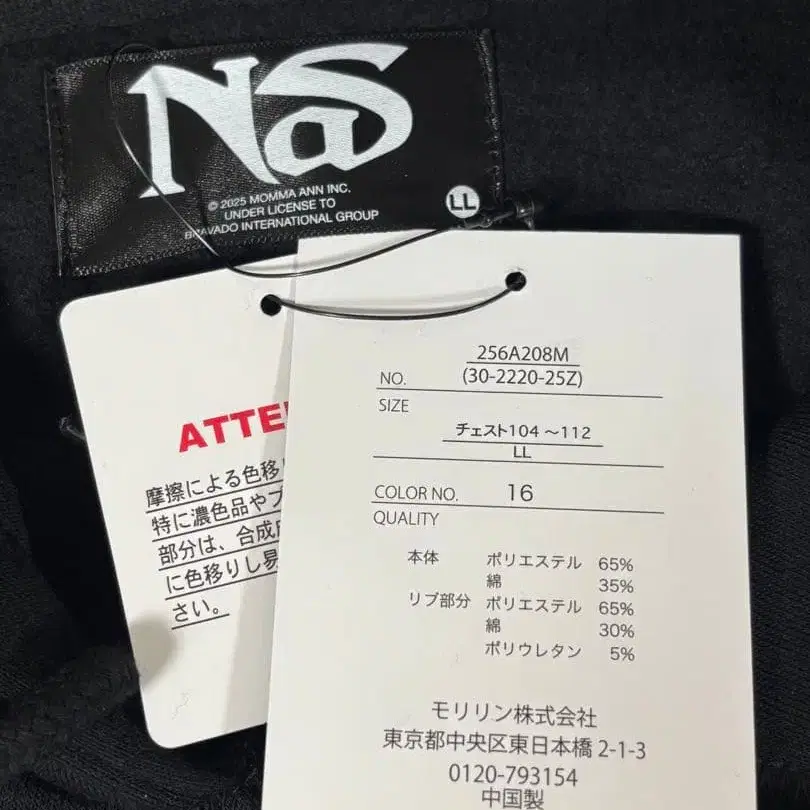 NaS
© 2025 MOMMA ANN INC.
UNDER LICENSE TO
BRAVADO INTERNATIONAL GROUP
LL
摩擦による色移
特に濃色品や
部分は、合成
に色移りし易
さい。
256A208M
NO. (30-2220-25Z)
SIZE
チェスト104 ～112
LL
COLOR NO. 16
QUALITY
本体 ポリエステル 65%
綿 35%
リブ部分 ポリエステル 65%
綿 30%
ポリウレタン 5%
モリリン株式会社
東京都中央区東日本橋 2-1-3
0120-793154
中国製